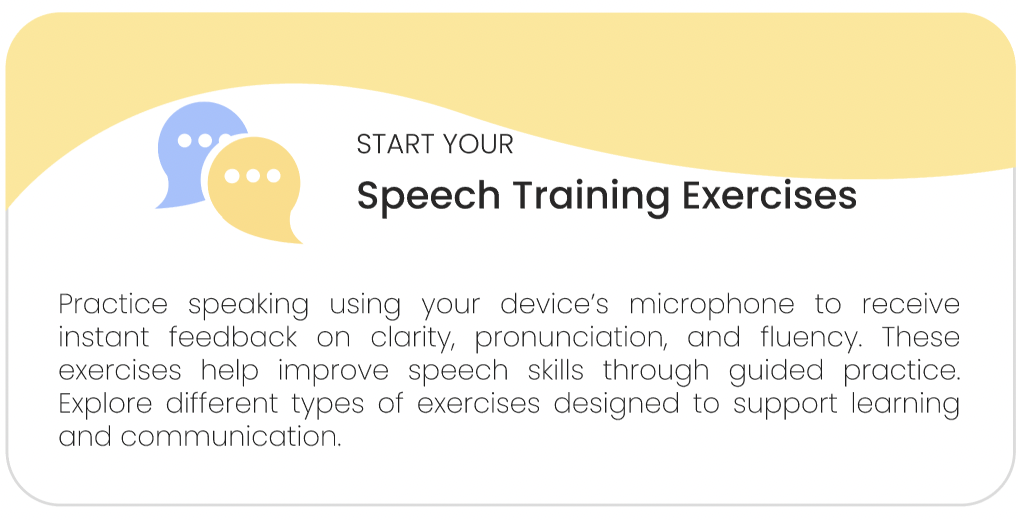 START YOUR
Speech Training Exercises
Practice speaking using your device’s microphone to receive
instant feedback on clarity, pronunciation, and fluency. These
exercises help improve speech skills through guided practice.
Explore different types of exercises designed to support learning
and communication.